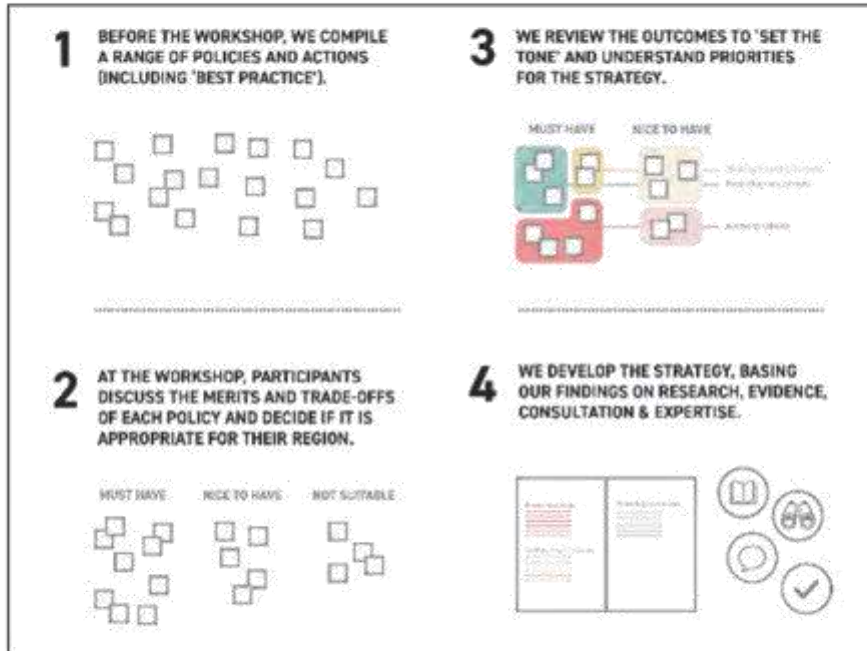 1
BEFORE THE WORKSHOP, WE COMPILE
A RANGE OF POLICIES AND ACTIONS
(INCLUDING 'BEST PRACTICE').
2
AT THE WORKSHOP, PARTICIPANTS
DISCUSS THE MERITS AND TRADE-OFFS
OF EACH POLICY AND DECIDE IF IT IS
APPROPRIATE FOR THEIR REGION.
MUST HAVE
NICE TO HAVE
NOT SUITABLE
3
WE REVIEW THE OUTCOMES TO 'SET THE
TONE' AND UNDERSTAND PRIORITIES
FOR THE STRATEGY.
MUST HAVE
NICE TO HAVE
4
WE DEVELOP THE STRATEGY, BASING
OUR FINDINGS ON RESEARCH, EVIDENCE,
CONSULTATION & EXPERTISE.